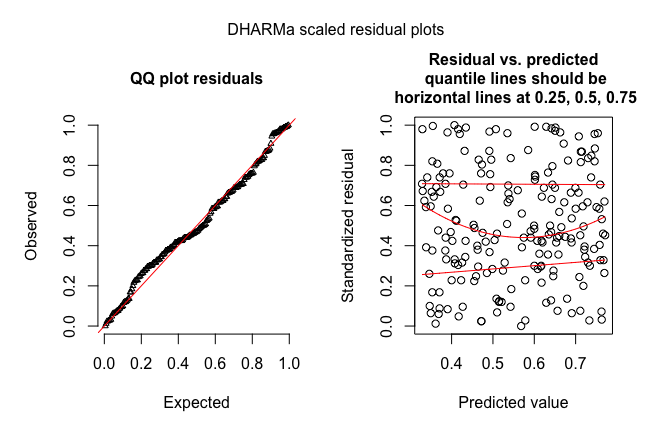 DHARMa scaled residual plots
QQ plot residuals
Observed
0.0 0.2 0.4 0.6 0.8 1.0
0.0 0.2 0.4 0.6 0.8 1.0
Expected
Residual vs. predicted
quantile lines should be
horizontal lines at 0.25, 0.5, 0.75
Standardized residual
0.0 0.2 0.4 0.6 0.8 1.0
0.4 0.5 0.6 0.7
Predicted value